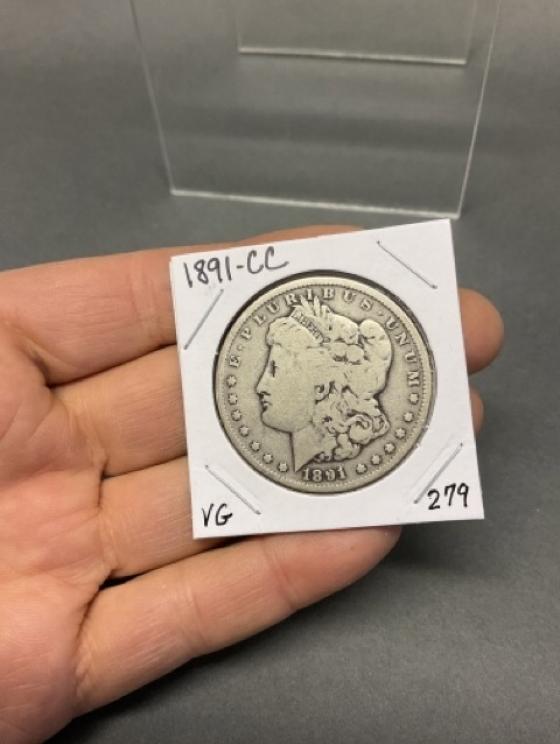 1891-CC
E·PLURIBUS·UNUM
LIBERTY
1891
VG
279